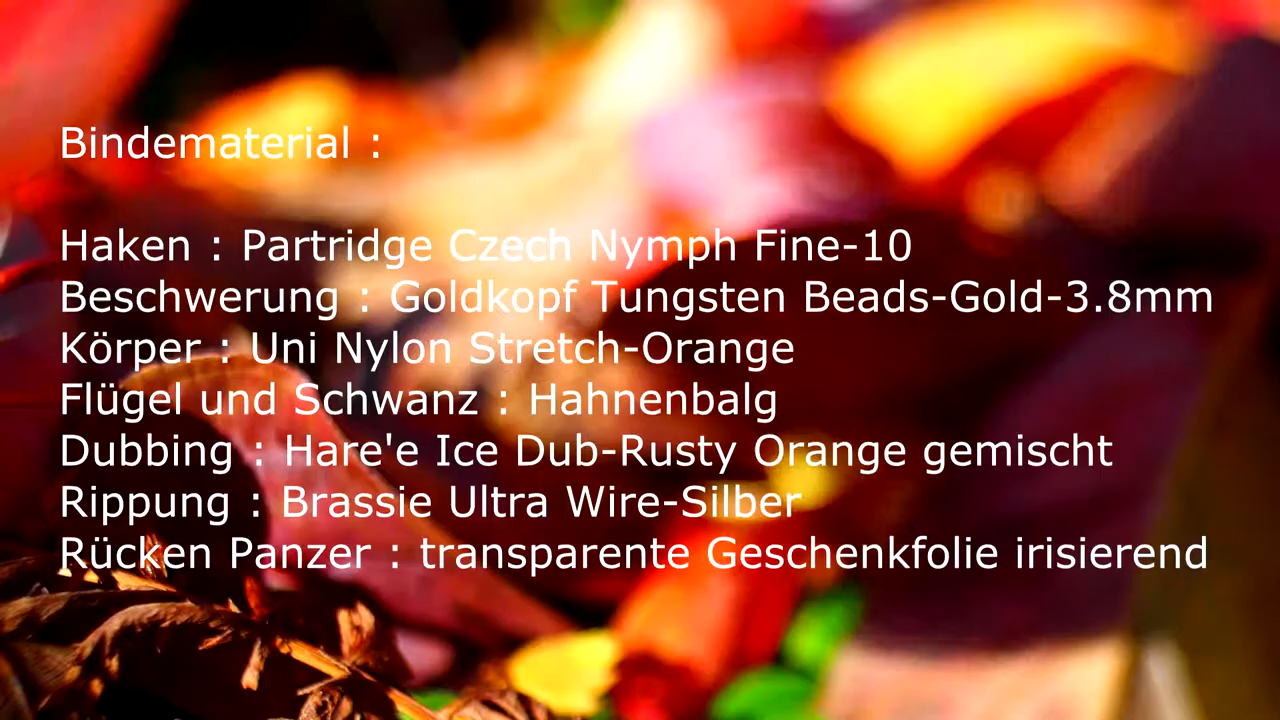 Bindematerial :
Haken : Partridge Czech Nymph Fine-10
Beschwerung : Goldkopf Tungsten Beads-Gold-3.8mm
Körper : Uni Nylon Stretch-Orange
Flügel und Schwanz : Hahnenbalg
Dubbing : Hare'e Ice Dub-Rusty Orange gemischt
Rippung : Brassie Ultra Wire-Silber
Rücken Panzer : transparente Geschenkfolie irisierend